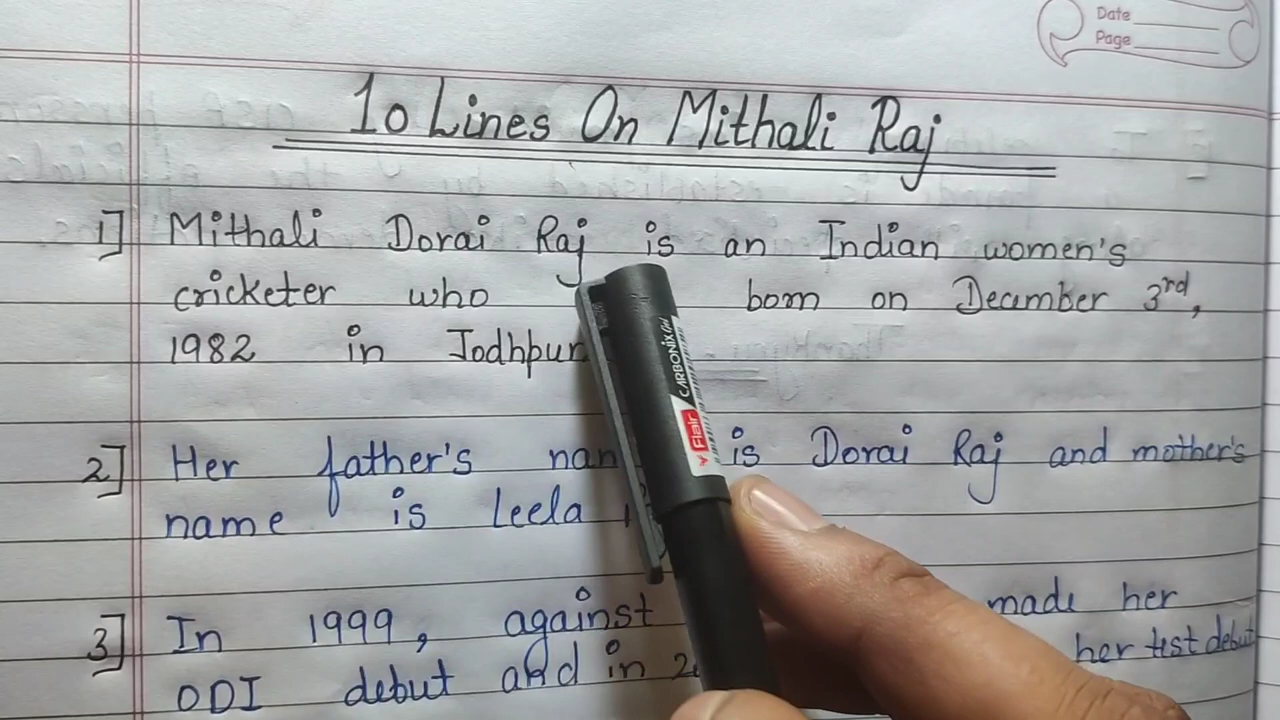 Date
Page
10 Lines On Mithali Raj
1] Mithali Dorai Raj is an Indian women's
cricketer who born on December 3rd,
1982 in Jodhpur
2] Her father's nam is Dorai Raj and mother's
name is leela
3] In 1999, against made her
ODI debut and in 2 her test debut
Flair CARBONIX Gel